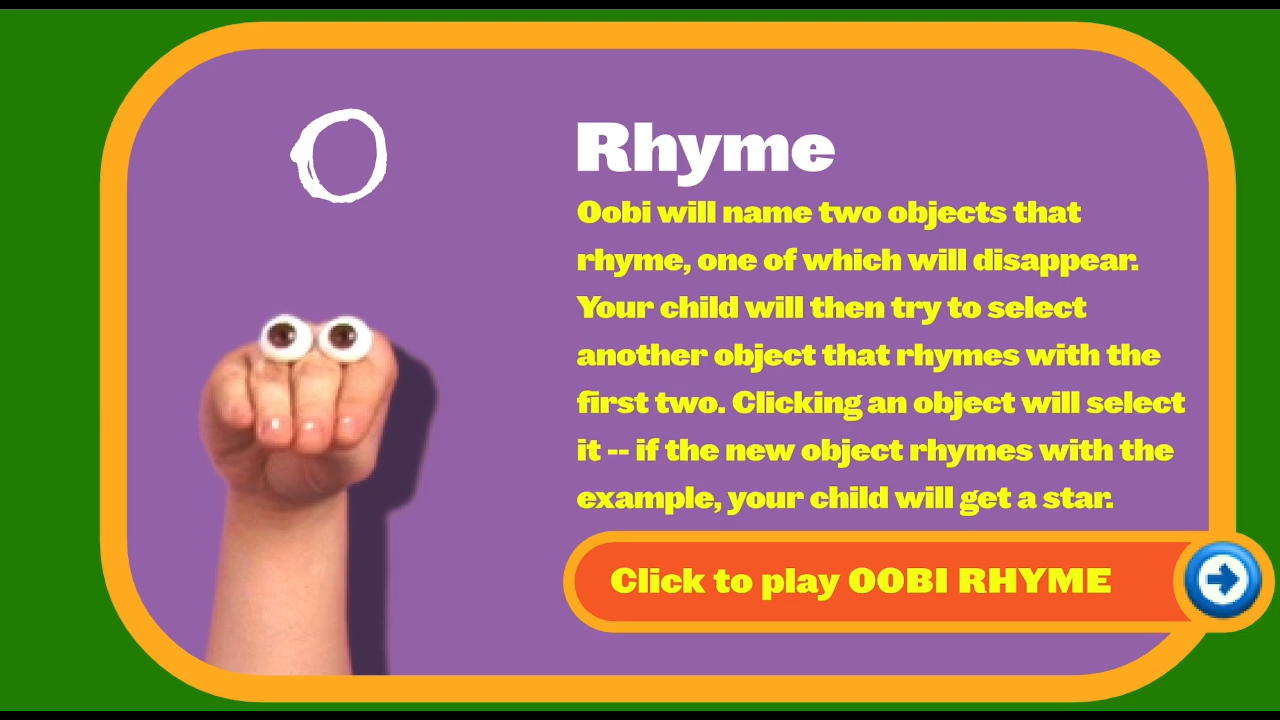 O
Rhyme
Oobi will name two objects that
rhyme, one of which will disappear.
Your child will then try to select
another object that rhymes with the
first two. Clicking an object will select
it -- if the new object rhymes with the
example, your child will get a star.
Click to play OOBI RHYME